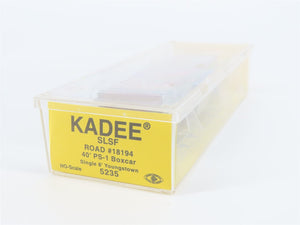 KADEE®
SLSF
ROAD #18194
40' PS-1 Boxcar
Single 6' Youngstown
HO-Scale 5235